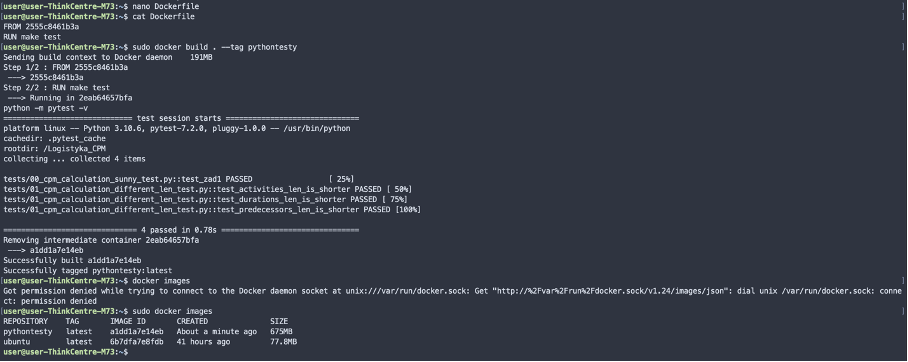 [user@user-ThinkCentre-M73:~$ nano Dockerfile ]
[user@user-ThinkCentre-M73:~$ cat Dockerfile ]
FROM 2555c8461b3a
RUN make test
[user@user-ThinkCentre-M73:~$ sudo docker build . --tag pythontesty ]
Sending build context to Docker daemon    191MB
Step 1/2 : FROM 2555c8461b3a
 ---> 2555c8461b3a
Step 2/2 : RUN make test
 ---> Running in 2eab64657bfa
python -m pytest -v
============================= test session starts ==============================
platform linux -- Python 3.10.6, pytest-7.2.0, pluggy-1.0.0 -- /usr/bin/python
cachedir: .pytest_cache
rootdir: /Logistyka_CPM
collecting ... collected 4 items
tests/00_cpm_calculation_sunny_test.py::test_zad1 PASSED                 [ 25%]
tests/01_cpm_calculation_different_len_test.py::test_activities_len_is_shorter PASSED [ 50%]
tests/01_cpm_calculation_different_len_test.py::test_durations_len_is_shorter PASSED [ 75%]
tests/01_cpm_calculation_different_len_test.py::test_predecessors_len_is_shorter PASSED [100%]
============================== 4 passed in 0.78s ===============================
Removing intermediate container 2eab64657bfa
 ---> a1dd1a7e14eb
Successfully built a1dd1a7e14eb
Successfully tagged pythontesty:latest
[user@user-ThinkCentre-M73:~$ docker images ]
Got permission denied while trying to connect to the Docker daemon socket at unix:///var/run/docker.sock: Get "http://%2Fvar%2Frun%2Fdocker.sock/v1.24/images/json": dial unix /var/run/docker.sock: conne
ct: permission denied
[user@user-ThinkCentre-M73:~$ sudo docker images ]
REPOSITORY    TAG       IMAGE ID       CREATED              SIZE
pythontesty   latest    a1dd1a7e14eb   About a minute ago   675MB
ubuntu        latest    6b7dfa7e8fdb   41 hours ago         77.8MB
user@user-ThinkCentre-M73:~$